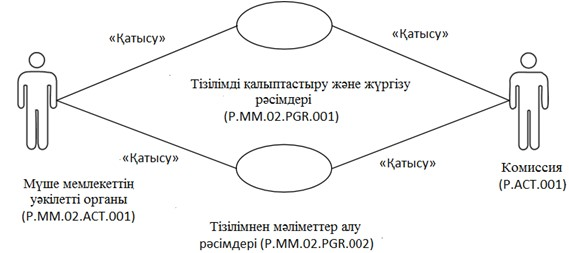 «Қатысу»
«Қатысу»
Тізілімді қалыптастыру және жүргізу
рәсімдері
(P.MM.02.PGR.001)
«Қатысу»
«Қатысу»
Мүше мемлекеттін
уәкілетті органы
(P.MM.02.ACT.001)
Комиссия
(P.ACT.001)
Тізілімнен мәліметтер алу
рәсімдері (P.MM.02.PGR.002)